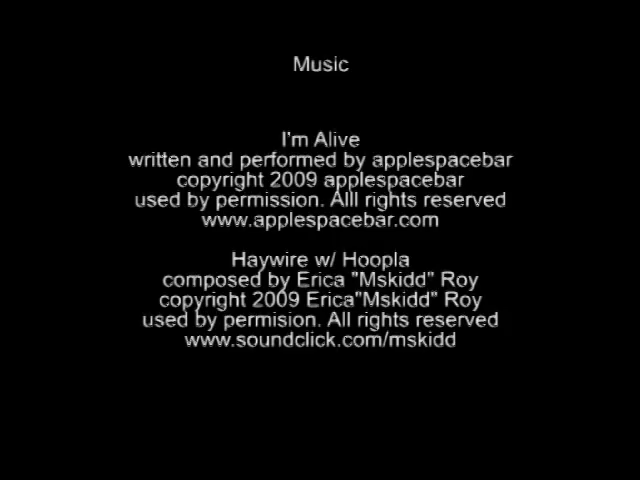 Music
I'm Alive
written and performed by applespacebar
copyright 2009 applespacebar
used by permission. Alll rights reserved
www.applespacebar.com
Haywire w/ Hoopla
composed by Erica "Mskidd" Roy
copyright 2009 Erica"Mskidd" Roy
used by permision. All rights reserved
www.soundclick.com/mskidd